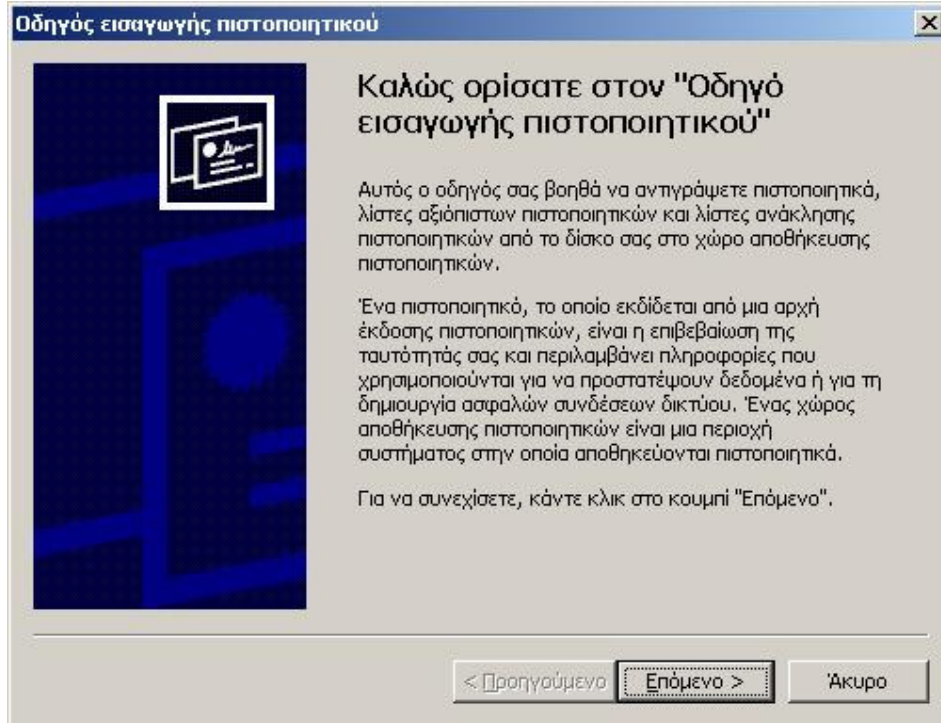 Οδηγός εισαγωγής πιστοποιητικού
Καλώς ορίσατε στον "Οδηγό
εισαγωγής πιστοποιητικού"
Αυτός ο οδηγός σας βοηθά να αντιγράψετε πιστοποιητικά,
λίστες αξιόπιστων πιστοποιητικών και λίστες ανάκλησης
πιστοποιητικών από το δίσκο σας στο χώρο αποθήκευσης
πιστοποιητικών.
Ένα πιστοποιητικό, το οποίο εκδίδεται από μια αρχή
έκδοσης πιστοποιητικών, είναι η επιβεβαίωση της
ταυτότητάς σας και περιλαμβάνει πληροφορίες που
χρησιμοποιούνται για να προστατέψουν δεδομένα ή για τη
δημιουργία ασφαλών συνδέσεων δικτύου. Ένας χώρος
αποθήκευσης πιστοποιητικών είναι μια περιοχή
συστήματος στην οποία αποθηκεύονται πιστοποιητικά.
Για να συνεχίσετε, κάντε κλικ στο κουμπί "Επόμενο".
< Προηγούμενο Επόμενο > Άκυρο